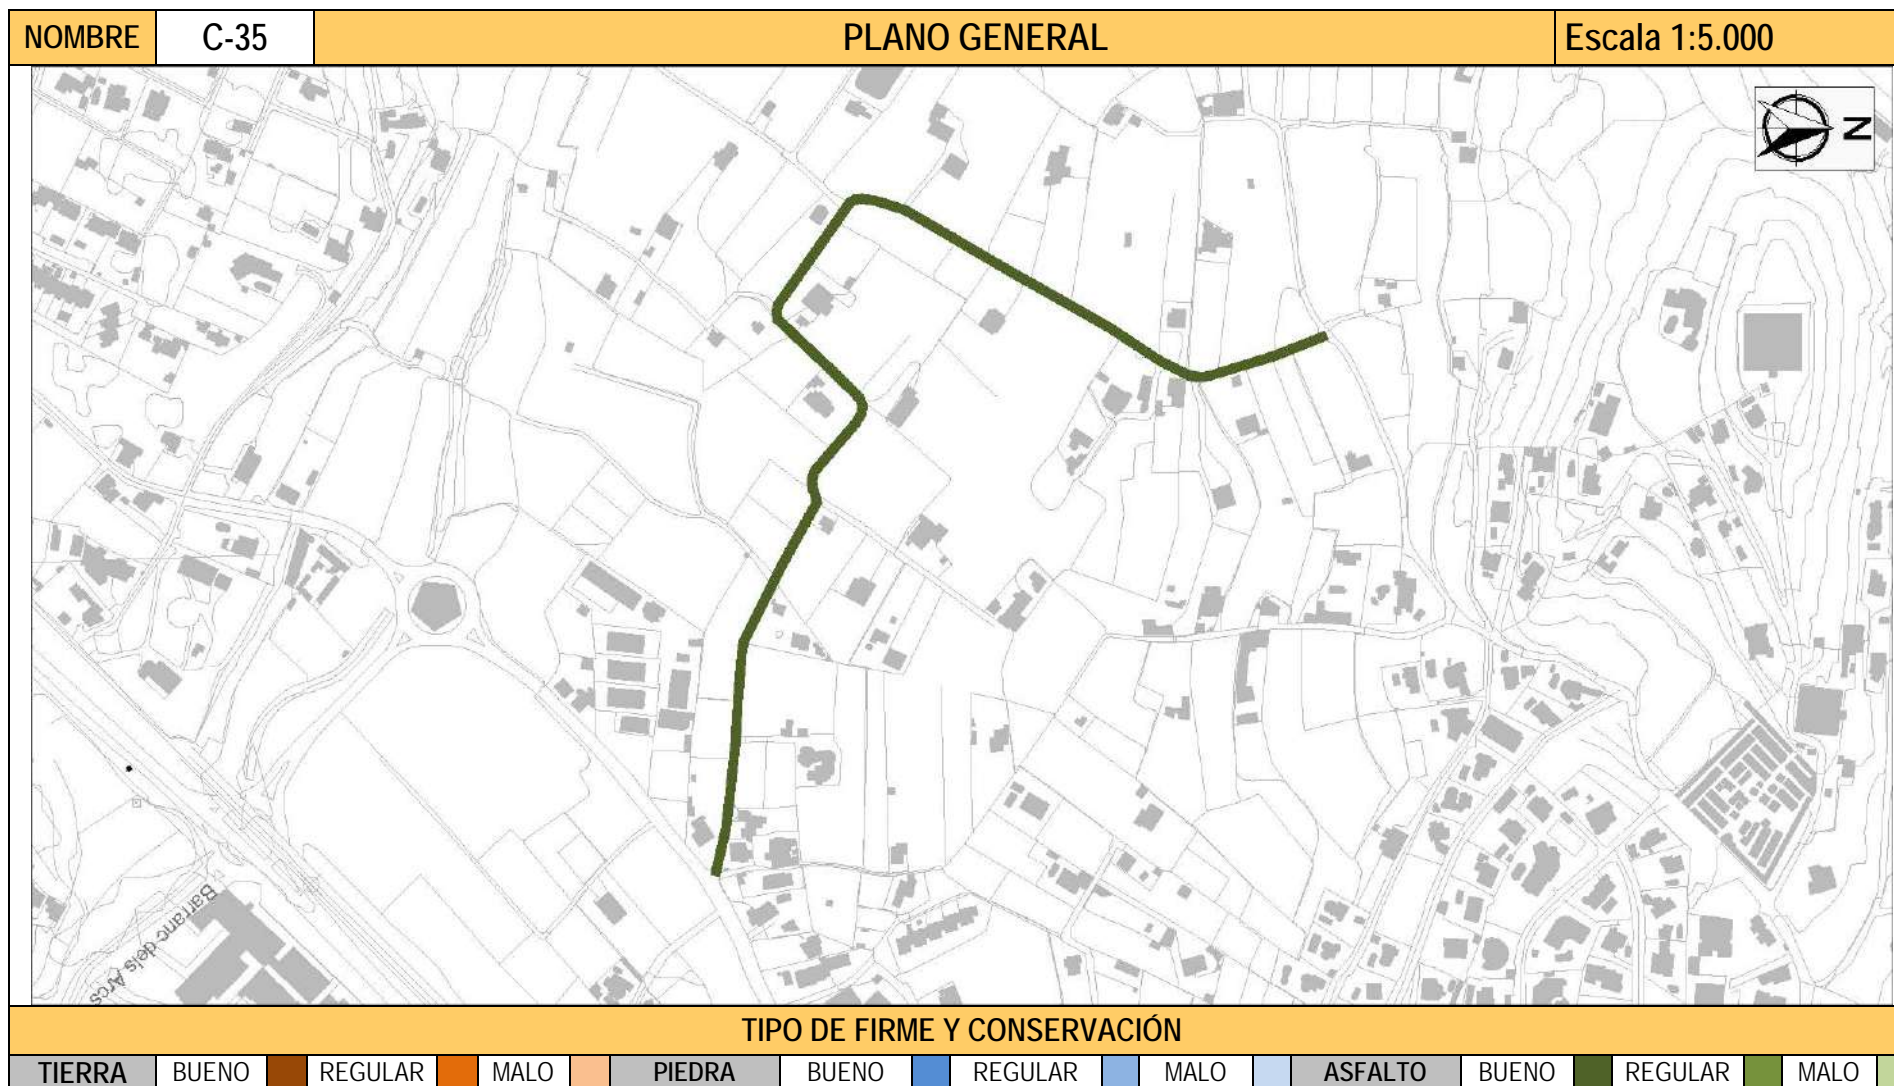 NOMBRE C-35 PLANO GENERAL Escala 1:5.000
N
Barranc dels Arcs
TIPO DE FIRME Y CONSERVACIÓN
TIERRA BUENO REGULAR MALO PIEDRA BUENO REGULAR MALO ASFALTO BUENO REGULAR MALO